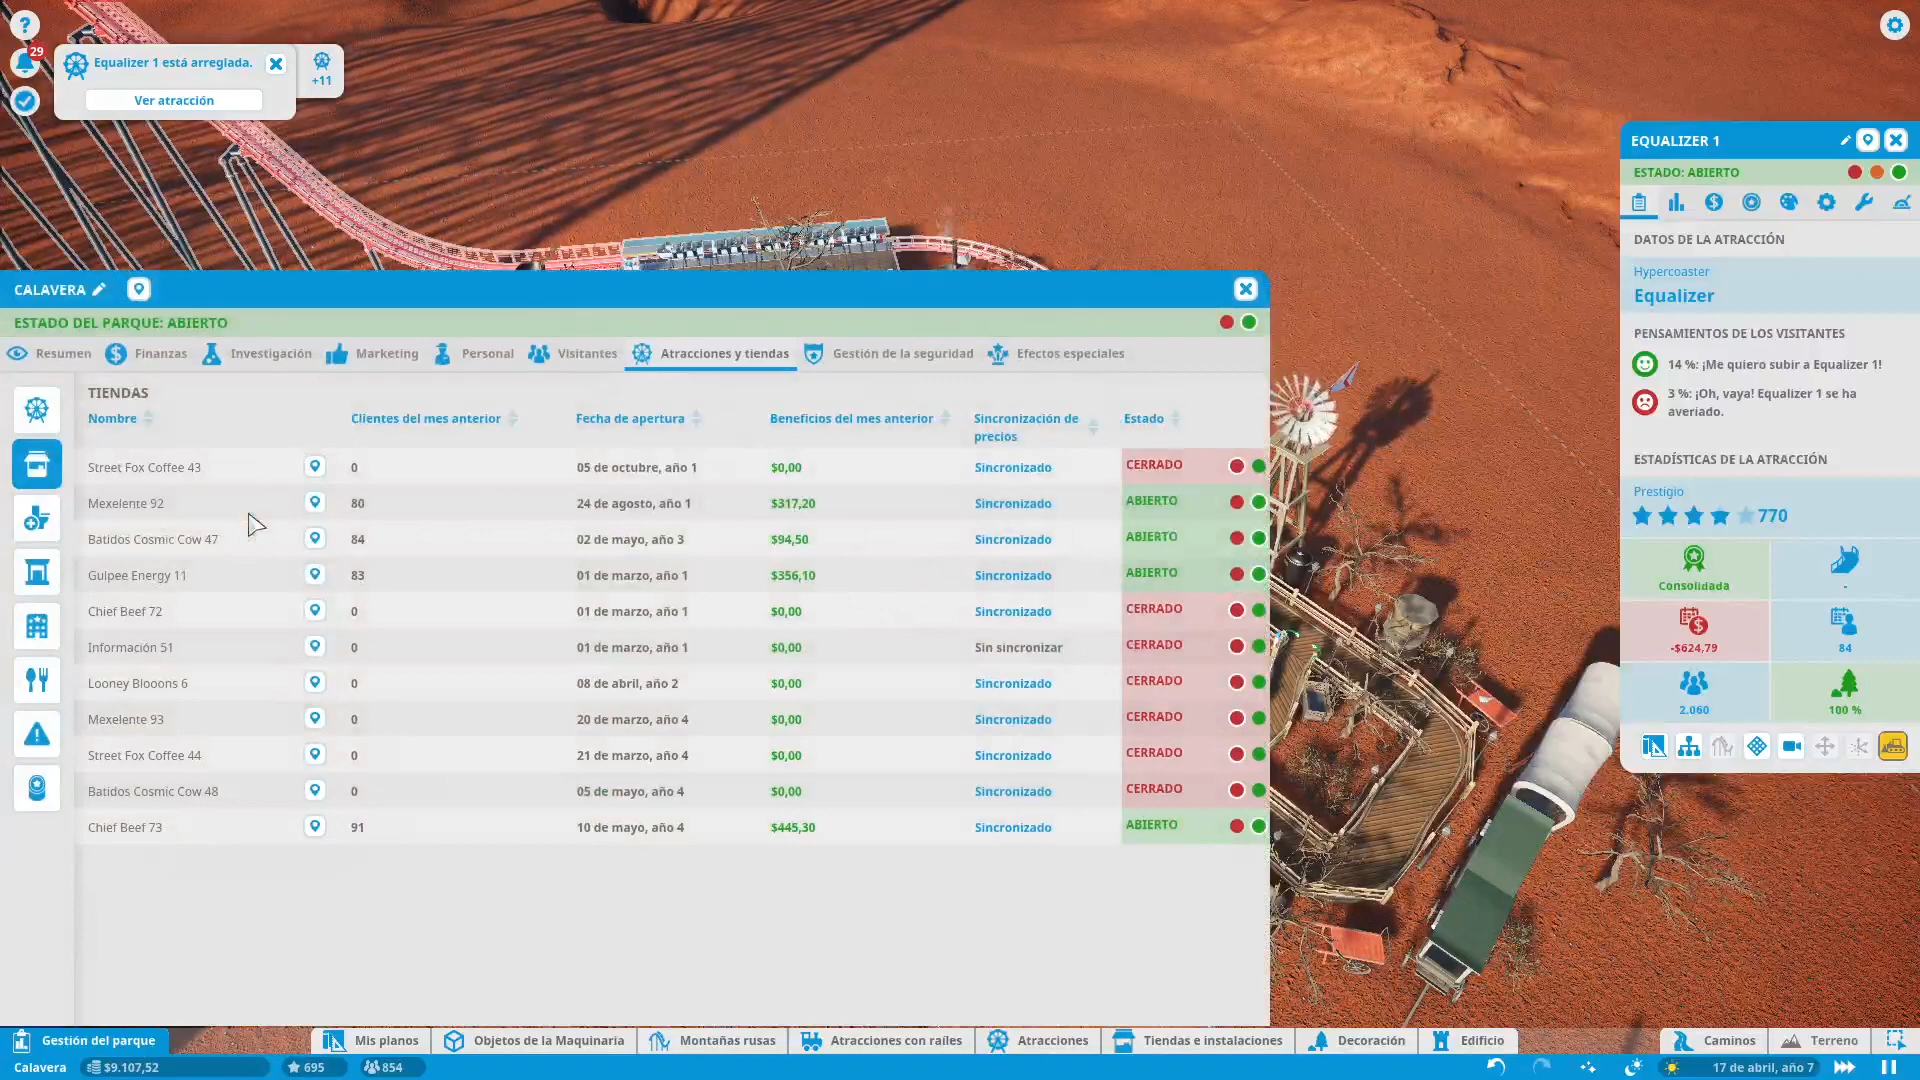 ?
29
Equalizer 1 está arreglada.
+11
Ver atracción
CALAVERA
ESTADO DEL PARQUE: ABIERTO
Resumen
Finanzas
Investigación
Marketing
Personal
Visitantes
Atracciones y tiendas
Gestión de la seguridad
Efectos especiales
TIENDAS
Nombre Clientes del mes anterior Fecha de apertura Beneficios del mes anterior Sincronización de precios Estado
Street Fox Coffee 43 0 05 de octubre, año 1 $0,00 Sincronizado CERRADO
Mexelente 92 80 24 de agosto, año 1 $317,20 Sincronizado ABIERTO
Batidos Cosmic Cow 47 84 02 de mayo, año 3 $94,50 Sincronizado ABIERTO
Gulpee Energy 11 83 01 de marzo, año 1 $356,10 Sincronizado ABIERTO
Chief Beef 72 0 01 de marzo, año 1 $0,00 Sincronizado CERRADO
Información 51 0 01 de marzo, año 1 $0,00 Sin sincronizar CERRADO
Looney Blooons 6 0 08 de abril, año 2 $0,00 Sincronizado CERRADO
Mexelente 93 0 20 de marzo, año 4 $0,00 Sincronizado CERRADO
Street Fox Coffee 44 0 21 de marzo, año 4 $0,00 Sincronizado CERRADO
Batidos Cosmic Cow 48 0 05 de mayo, año 4 $0,00 Sincronizado CERRADO
Chief Beef 73 91 10 de mayo, año 4 $445,30 Sincronizado ABIERTO
EQUALIZER 1
ESTADO: ABIERTO
DATOS DE LA ATRACCIÓN
Hypercoaster
Equalizer
PENSAMIENTOS DE LOS VISITANTES
14 %: ¡Me quiero subir a Equalizer 1!
3 %: ¡Oh, vaya! Equalizer 1 se ha
averiado.
ESTADÍSTICAS DE LA ATRACCIÓN
Prestigio
770
Consolidada
-
-$624,79
84
2.060
100 %
Gestión del parque
Mis planos
Objetos de la Maquinaria
Montañas rusas
Atracciones con raíles
Atracciones
Tiendas e instalaciones
Decoración
Edificio
Caminos
Terreno
Calavera
$9.107,52
695
854
17 de abril, año 7